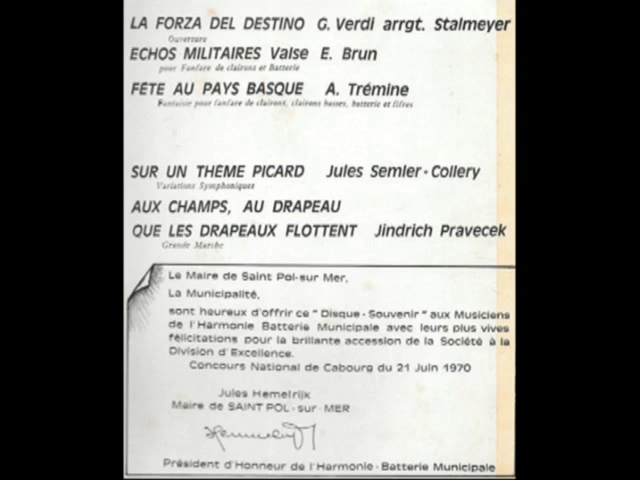 LA FORZA DEL DESTINO G. Verdi arrgt. Stalmeyer
Ouverture
ECHOS MILITAIRES Valse E. Brun
pour Fanfare de clairons et Batterie
FÊTE AU PAYS BASQUE A. Trémine
Fantaisie pour fanfare de clairons, clairons basses, batterie et fifres
SUR UN THÈME PICARD Jules Semler-Collery
Variations Symphoniques
AUX CHAMPS, AU DRAPEAU
QUE LES DRAPEAUX FLOTTENT Jindrich Pravecek
Grande Marche
Le Maire de Saint Pol-sur Mer,
La Municipalité,
sont heureux d'offrir ce "Disque-Souvenir" aux Musiciens
de l'Harmonie Batterie Municipale avec leurs plus vives
félicitations pour la brillante accession de la Société à la
Division d'Excellence.
Concours National de Cabourg du 21 Juin 1970
Jules Hemelrijk
Maire de SAINT POL-sur-MER
Président d'Honneur de l'Harmonie-Batterie Municipale